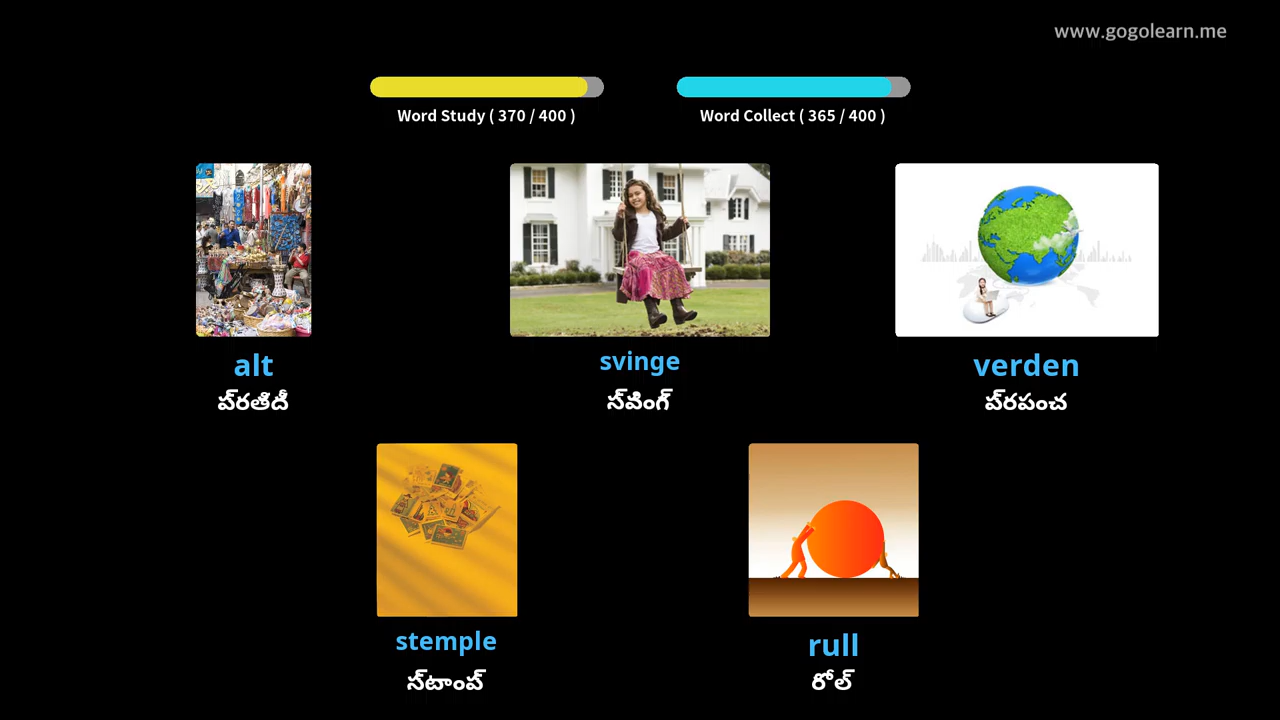 www.gogolearn.me
Word Study ( 370 / 400 )
Word Collect ( 365 / 400 )
alt
ప్రతిదీ
svinge
స్వింగ్
verden
ప్రపంచ
stemple
స్టాంప్
rull
రోల్